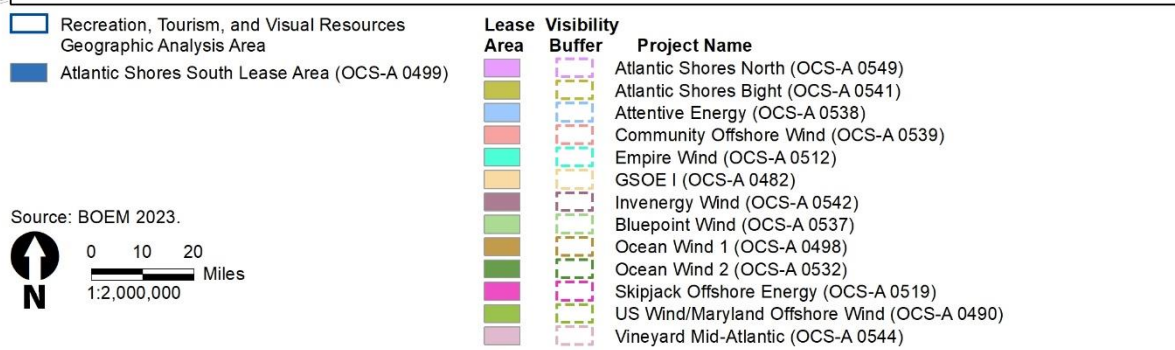 Recreation, Tourism, and Visual Resources
Geographic Analysis Area
Atlantic Shores South Lease Area (OCS-A 0499)
Source: BOEM 2023.
0 10 20
Miles
1:2,000,000
N
Lease Visibility
Area Buffer Project Name
Atlantic Shores North (OCS-A 0549)
Atlantic Shores Bight (OCS-A 0541)
Attentive Energy (OCS-A 0538)
Community Offshore Wind (OCS-A 0539)
Empire Wind (OCS-A 0512)
GSOE I (OCS-A 0482)
Invenergy Wind (OCS-A 0542)
Bluepoint Wind (OCS-A 0537)
Ocean Wind 1 (OCS-A 0498)
Ocean Wind 2 (OCS-A 0532)
Skipjack Offshore Energy (OCS-A 0519)
US Wind/Maryland Offshore Wind (OCS-A 0490)
Vineyard Mid-Atlantic (OCS-A 0544)